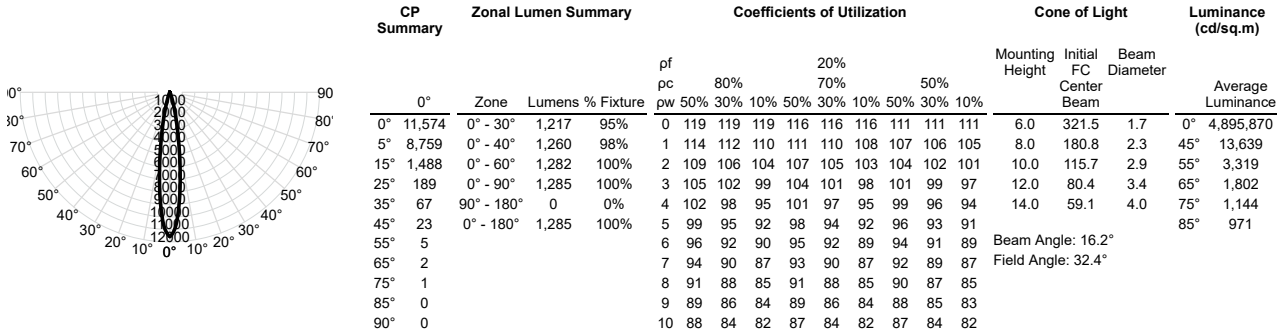 CP Summary Zonal Lumen Summary Coefficients of Utilization Cone of Light Luminance (cd/sq.m)
ρf 20%
ρc 80% 70% 50%
0° Zone Lumens % Fixture ρw 50% 30% 10% 50% 30% 10% 50% 30% 10% Mounting Height Initial FC Center Beam Beam Diameter Average Luminance
0° 11,574 0° - 30° 1,217 95% 0 119 119 119 116 116 116 111 111 111 6.0 321.5 1.7 0° 4,895,870
5° 8,759 0° - 40° 1,260 98% 1 114 112 110 111 110 108 107 106 105 8.0 180.8 2.3 45° 13,639
15° 1,488 0° - 60° 1,282 100% 2 109 106 104 107 105 103 104 102 101 10.0 115.7 2.9 55° 3,319
25° 189 0° - 90° 1,285 100% 3 105 102 99 104 101 98 101 99 97 12.0 80.4 3.4 65° 1,802
35° 67 90° - 180° 0 0% 4 102 98 95 101 97 95 99 96 94 14.0 59.1 4.0 75° 1,144
45° 23 0° - 180° 1,285 100% 5 99 95 92 98 94 92 96 93 91 85° 971
55° 5 6 96 92 90 95 92 89 94 91 89 Beam Angle: 16.2°
65° 2 7 94 90 87 93 90 87 92 89 87 Field Angle: 32.4°
75° 1 8 91 88 85 91 88 85 90 87 85
85° 0 9 89 86 84 89 86 84 88 85 83
90° 0 10 88 84 82 87 84 82 87 84 82
90
80° 80
70° 70°
60° 60°
50° 50°
40° 40°
30° 30°
20° 10° 0° 10° 20°
1000
2000
3000
4000
5000
6000
7000
8000
9000
10000
11000
12000